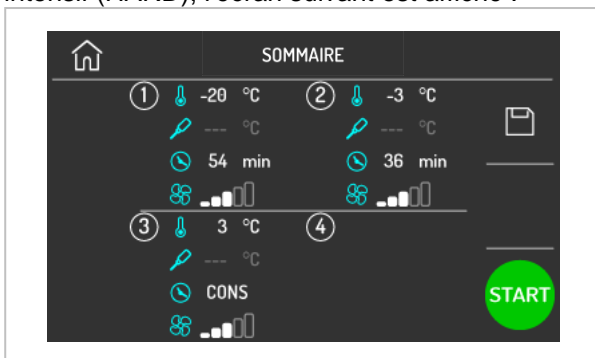 intensif (HARD), l'écran suivant est affiché :
SOMMAIRE
1 -20 °C 2 -3 °C
--- °C --- °C
54 min 36 min
3 3 °C 4
--- °C
CONS
START